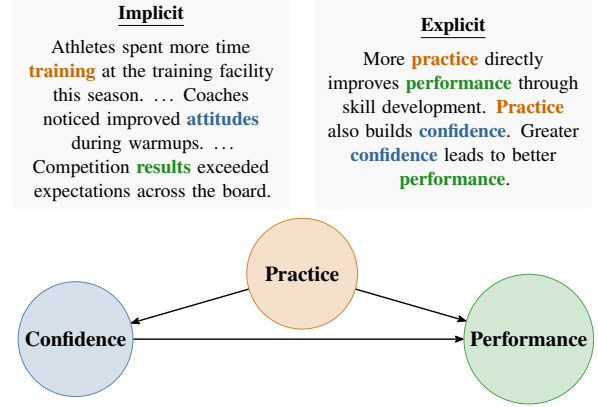 Implicit
Athletes spent more time
training at the training facility
this season. … Coaches
noticed improved attitudes
during warmups. …
Competition results exceeded
expectations across the board.
Explicit
More practice directly
improves performance through
skill development. Practice
also builds confidence. Greater
confidence leads to better
performance.
Practice
Confidence
Performance